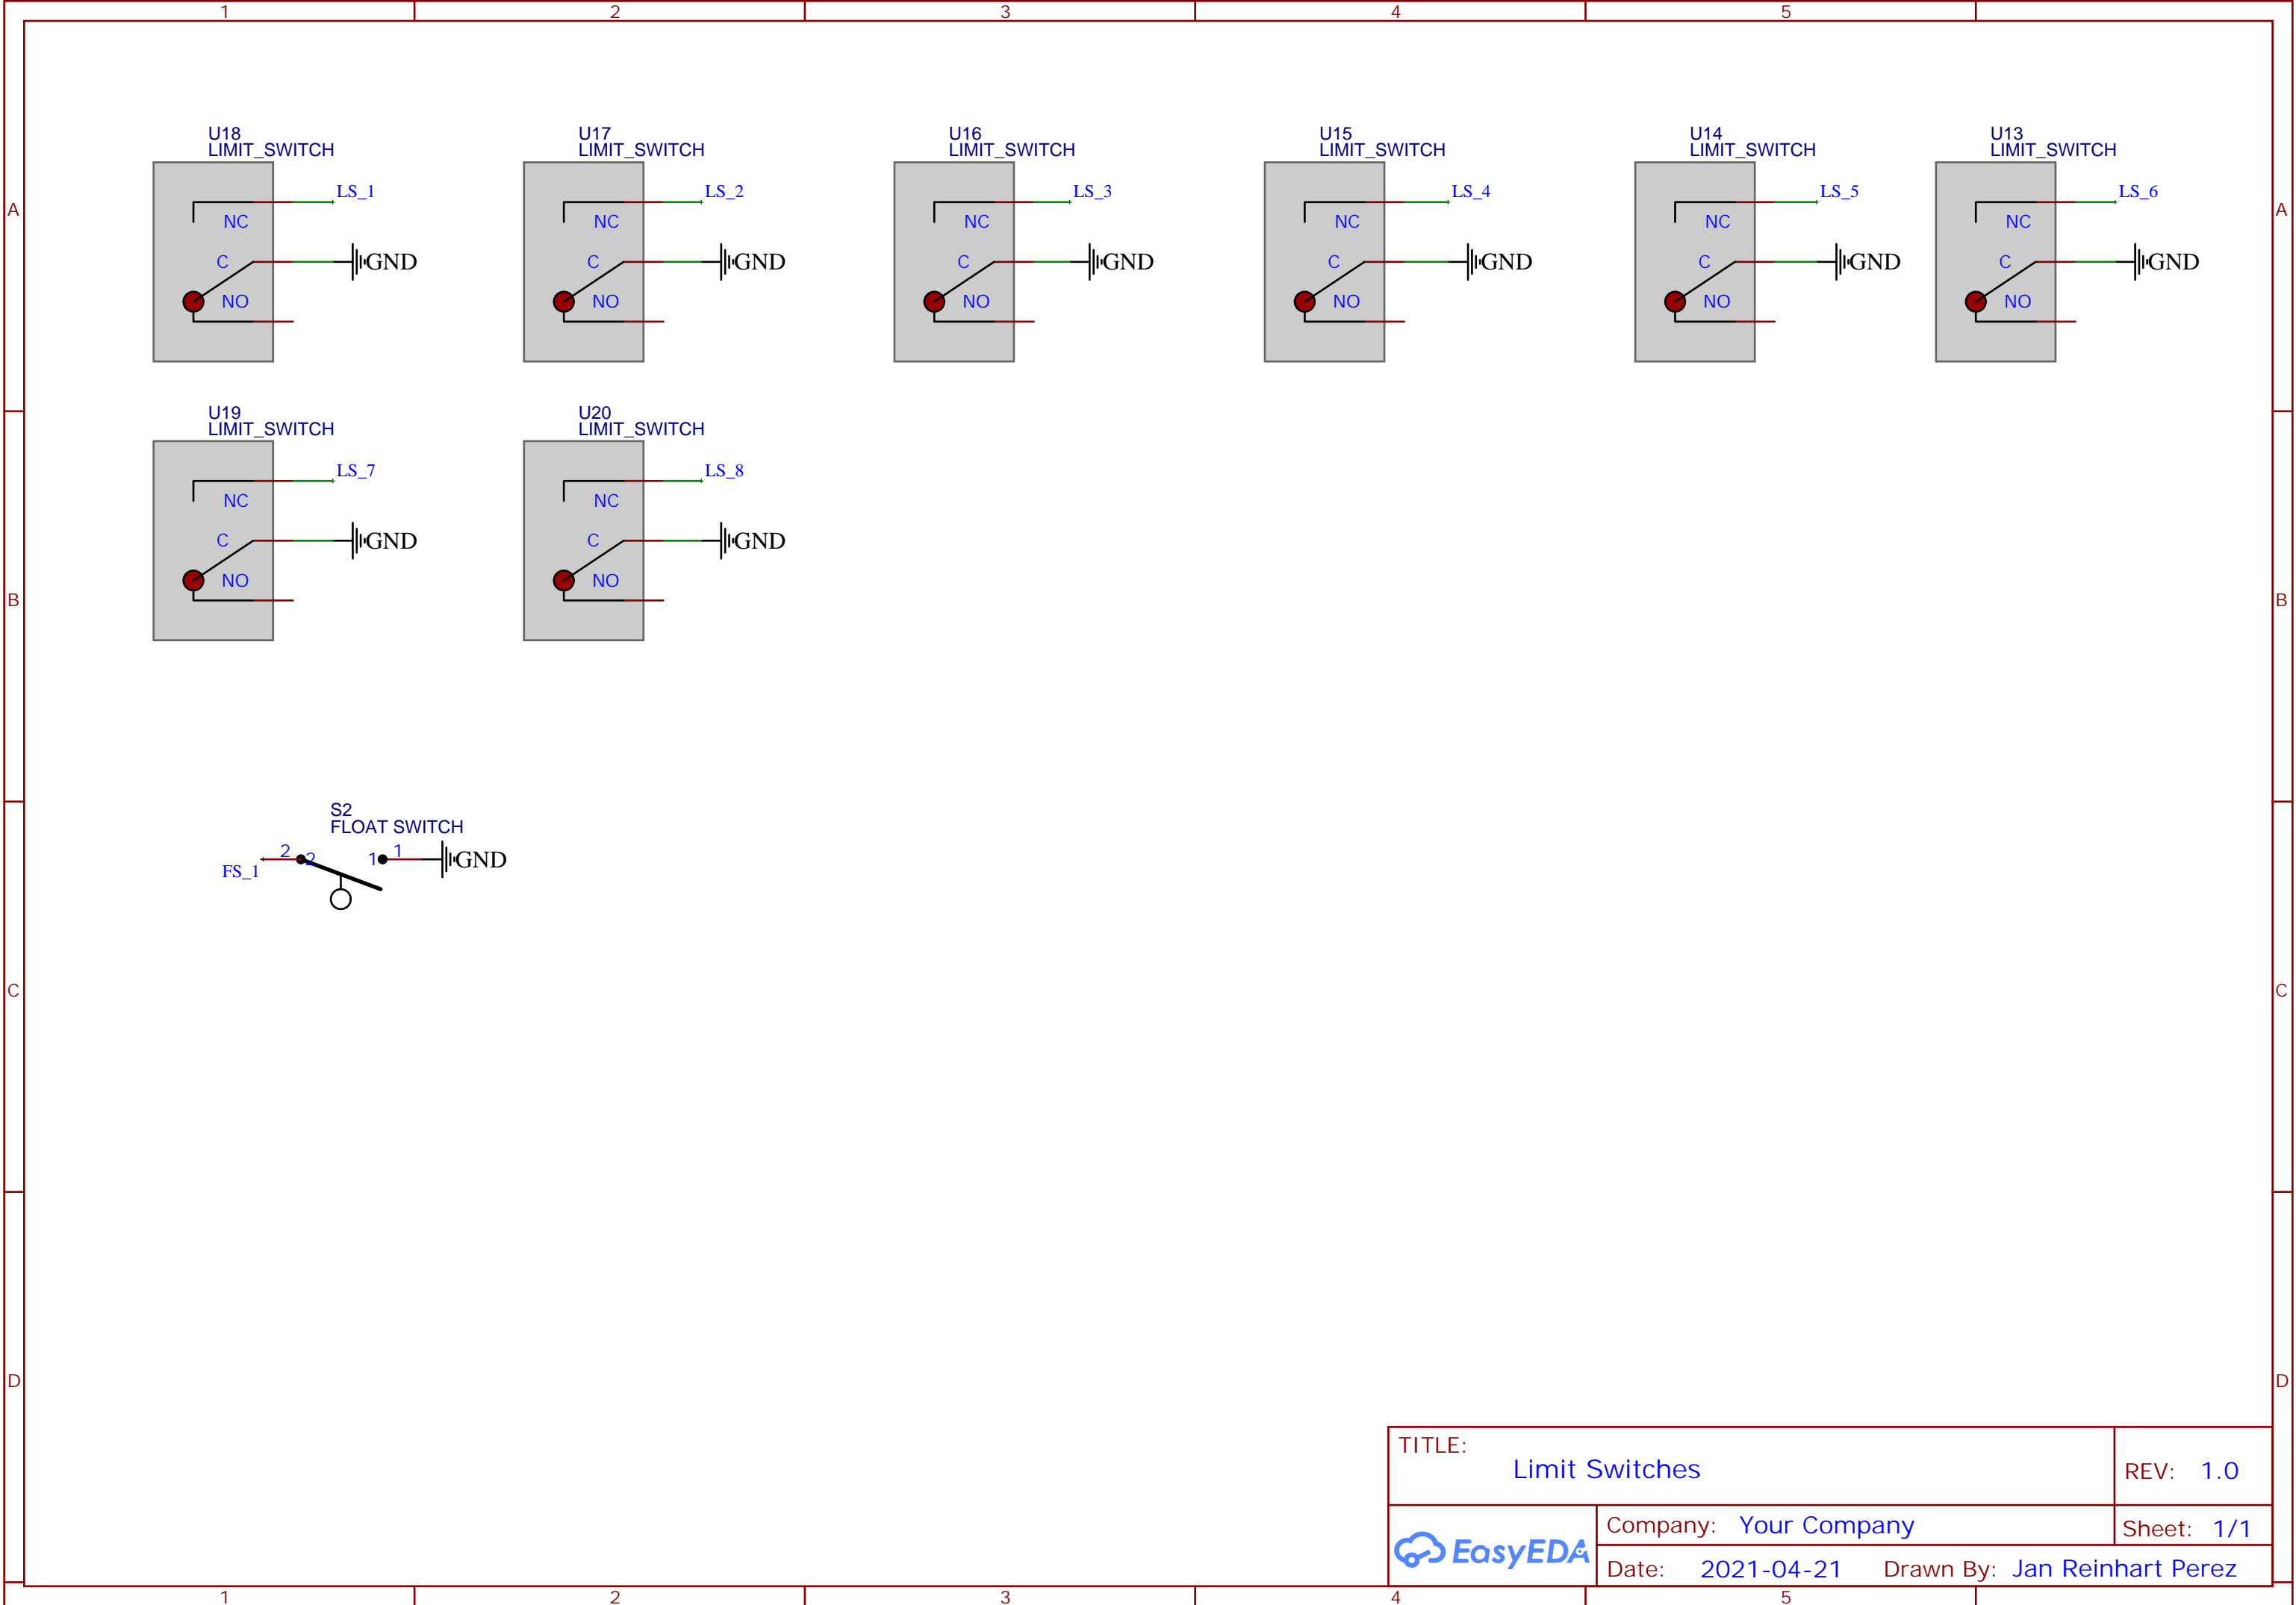 1 2 3 4 5
U18 U17 U16 U15 U14 U13
LIMIT_SWITCH LIMIT_SWITCH LIMIT_SWITCH LIMIT_SWITCH LIMIT_SWITCH LIMIT_SWITCH
LS_1 LS_2 LS_3 LS_4 LS_5 LS_6
A A
NC NC NC NC NC NC
C GND C GND C GND C GND C GND C GND
NO NO NO NO NO NO
U19 U20
LIMIT_SWITCH LIMIT_SWITCH
LS_7 LS_8
NC NC
C GND C GND
NO NO
B B
S2
FLOAT SWITCH
2 2 1 1 GND
FS_1
C C
D D
TITLE:
Limit Switches
REV: 1.0
EasyEDA
Company: Your Company
Sheet: 1/1
Date: 2021-04-21 Drawn By: Jan Reinhart Perez
1 2 3 4 5